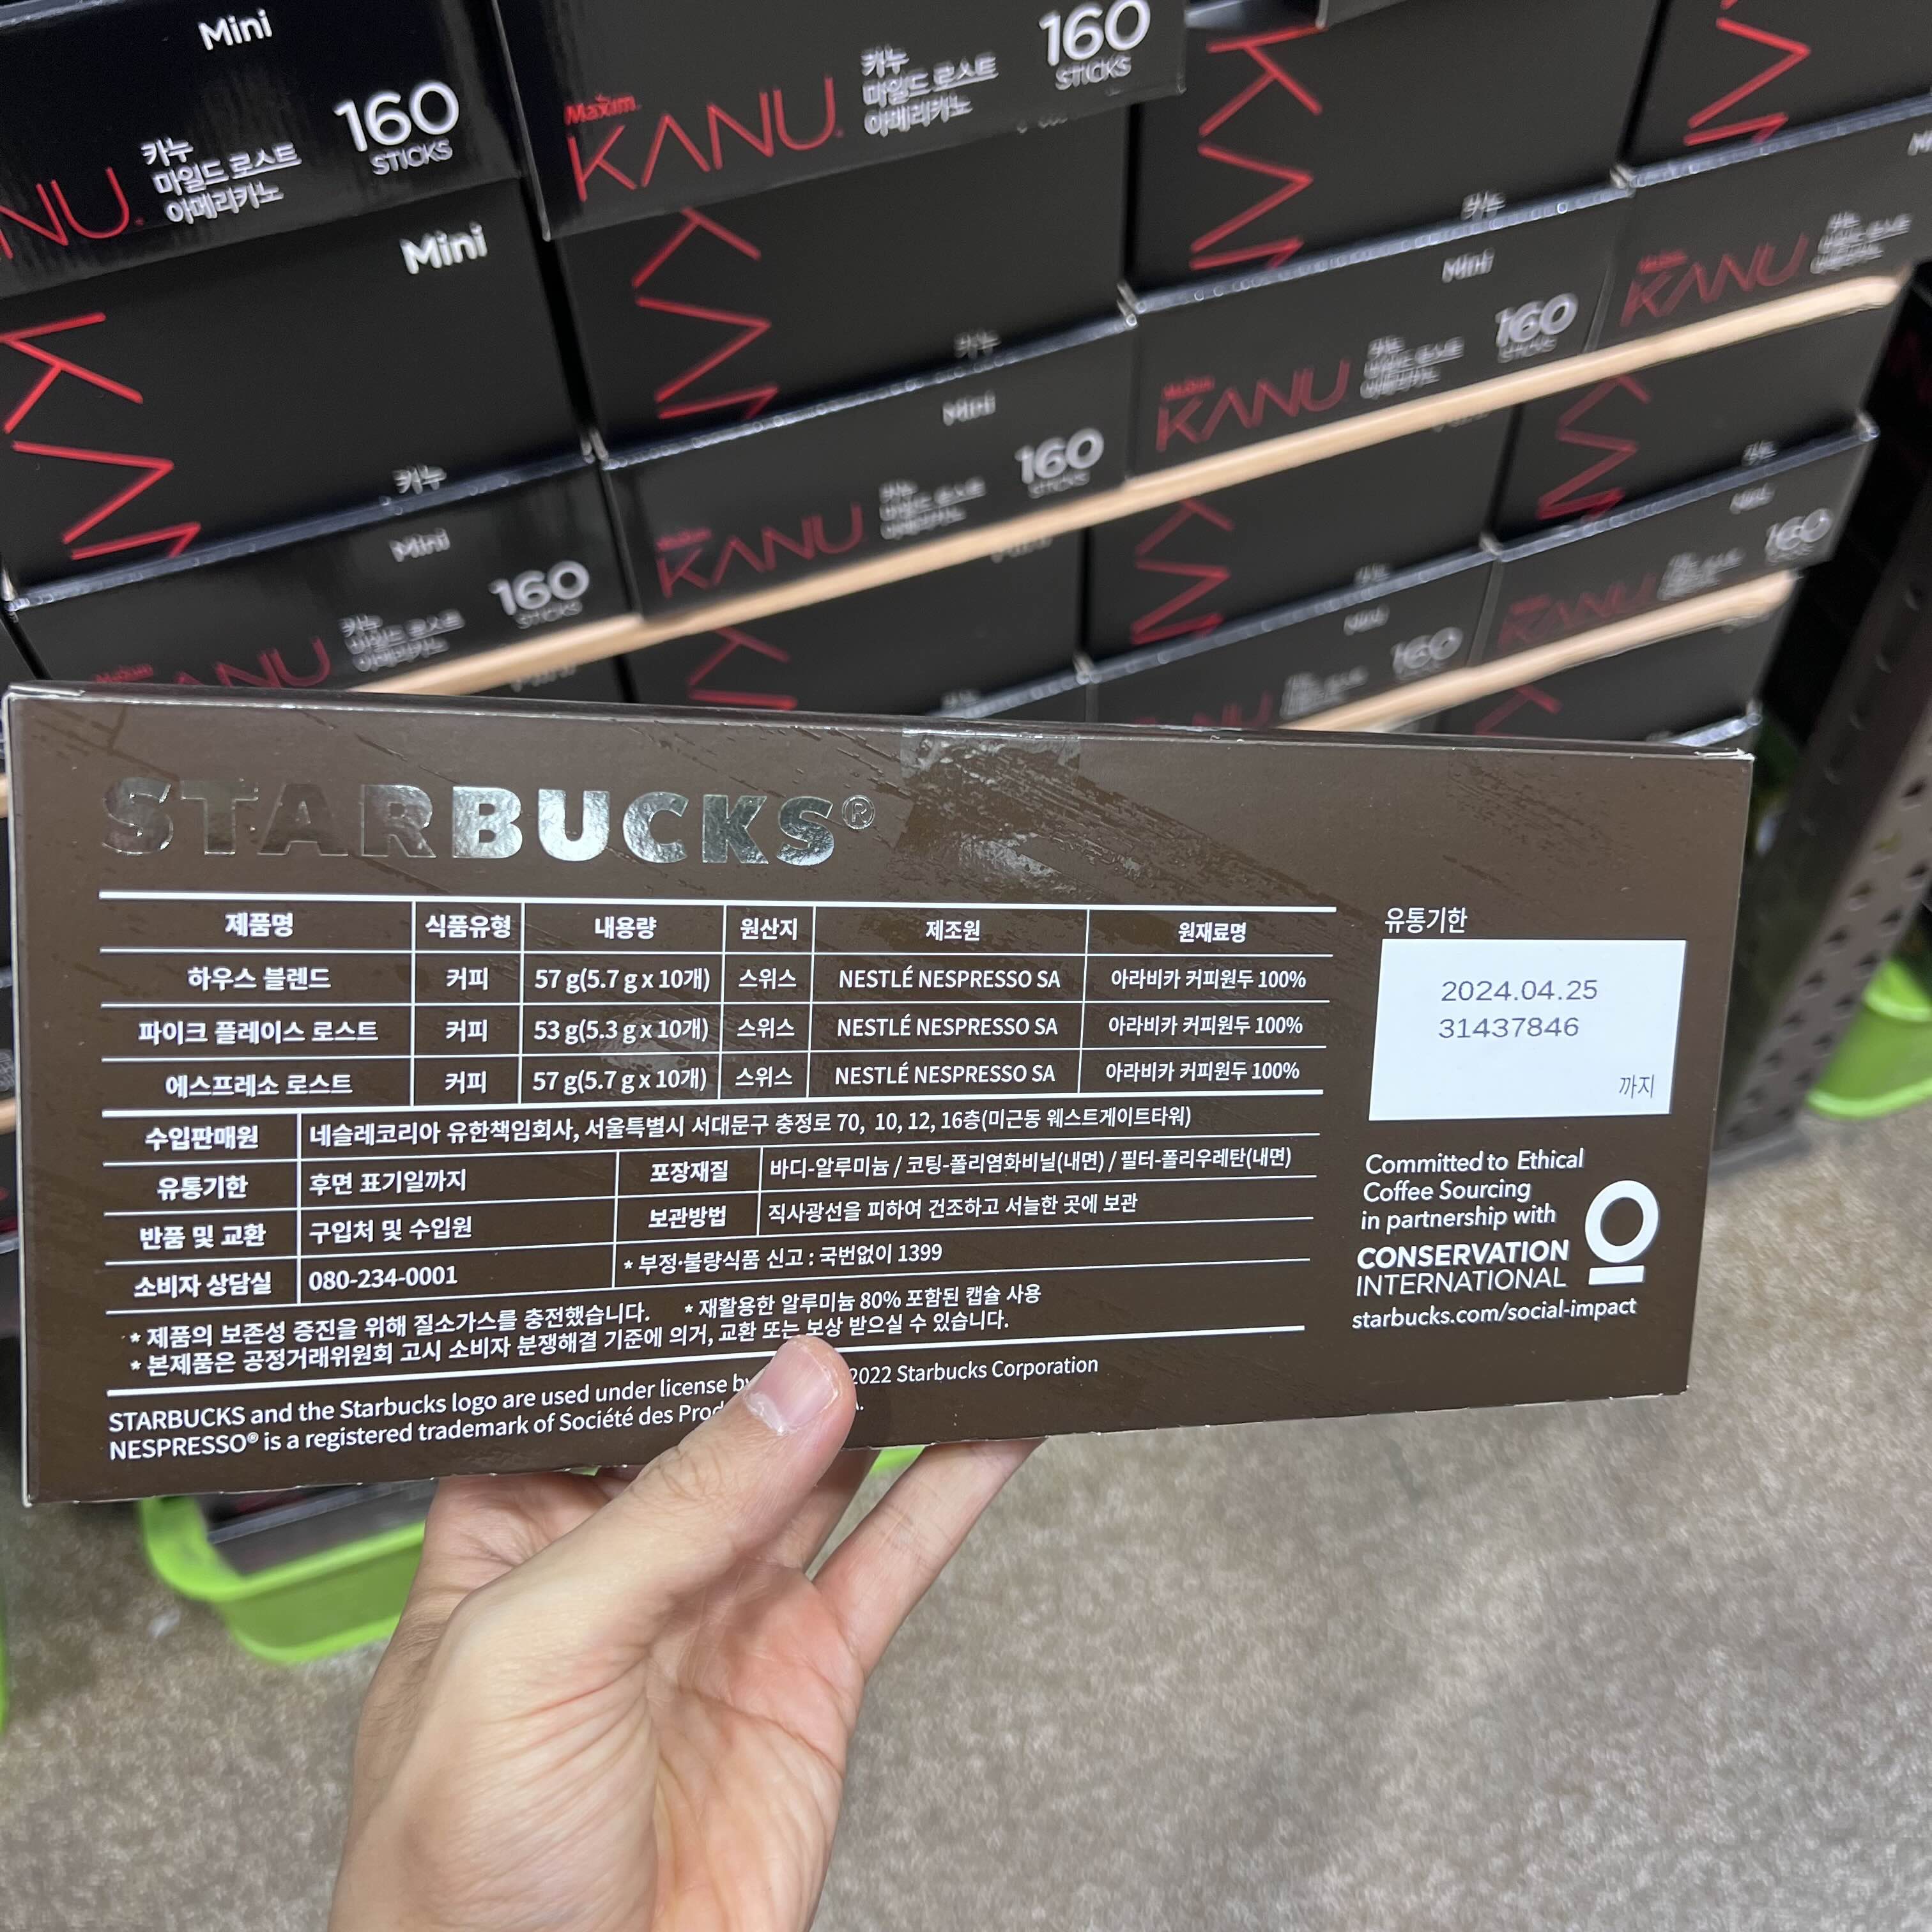 Mini
160
STICKS
카누
마일드 로스트
아메리카노
NU
Maxim
KANU
카누
마일드 로스트
아메리카노
160
STICKS
Mini
카누
카누
카누
Mini
160
STICKS
KANU
Mini
160
STICKS
KANU
Mini
160
STICKS
KANU
KANU
160
160
STARBUCKS®
제품명 식품유형 내용량 원산지 제조원 원재료명
하우스 블렌드 커피 57 g(5.7 g x 10개) 스위스 NESTLÉ NESPRESSO SA 아라비카 커피원두 100%
파이크 플레이스 로스트 커피 53 g(5.3 g x 10개) 스위스 NESTLÉ NESPRESSO SA 아라비카 커피원두 100%
에스프레소 로스트 커피 57 g(5.7 g x 10개) 스위스 NESTLÉ NESPRESSO SA 아라비카 커피원두 100%
수입판매원 네슬레코리아 유한책임회사, 서울특별시 서대문구 충정로 70, 10, 12, 16층(미근동 웨스트게이트타워)
유통기한 후면 표기일까지 포장재질 바디-알루미늄 / 코팅-폴리염화비닐(내면) / 필터-폴리우레탄(내면)
반품 및 교환 구입처 및 수입원 보관방법 직사광선을 피하여 건조하고 서늘한 곳에 보관
소비자 상담실 080-234-0001 * 부정·불량식품 신고 : 국번없이 1399
* 제품의 보존성 증진을 위해 질소가스를 충전했습니다. * 재활용한 알루미늄 80% 포함된 캡슐 사용
* 본제품은 공정거래위원회 고시 소비자 분쟁해결 기준에 의거, 교환 또는 보상 받으실 수 있습니다.
STARBUCKS and the Starbucks logo are used under license by 2022 Starbucks Corporation
NESPRESSO® is a registered trademark of Société des
유통기한
2024.04.25
31437846
까지
Committed to Ethical
Coffee Sourcing
in partnership with
CONSERVATION
INTERNATIONAL
starbucks.com/social-impact